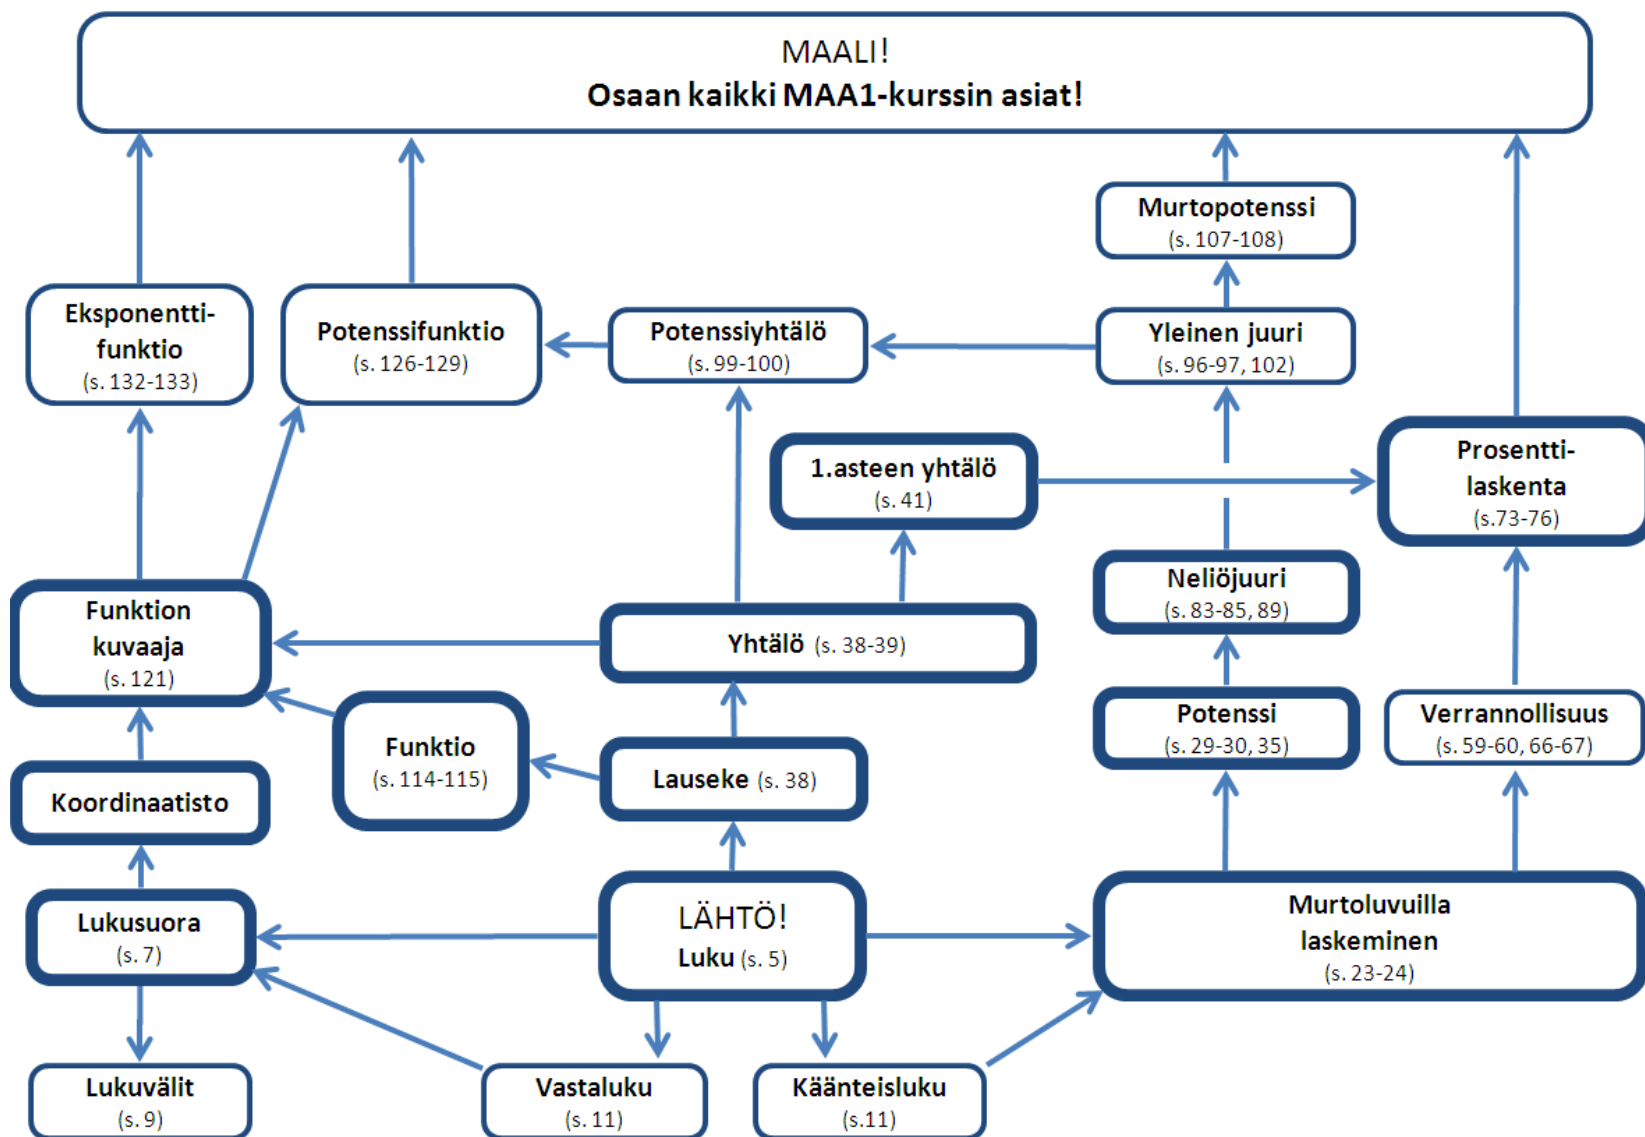 MAALI!
Osaan kaikki MAA1-kurssin asiat!
Murtopotenssi
(s. 107-108)
Eksponentti-
funktio
(s. 132-133)
Potenssifunktio
(s. 126-129)
Potenssiyhtälö
(s. 99-100)
Yleinen juuri
(s. 96-97, 102)
1.asteen yhtälö
(s. 41)
Prosentti-
laskenta
(s.73-76)
Neliöjuuri
(s. 83-85, 89)
Funktion
kuvaaja
(s. 121)
Yhtälö (s. 38-39)
Potenssi
(s. 29-30, 35)
Verrannollisuus
(s. 59-60, 66-67)
Funktio
(s. 114-115)
Lauseke (s. 38)
Koordinaatisto
Lukusuora
(s. 7)
LÄHTÖ!
Luku (s. 5)
Murtoluvuilla
laskeminen
(s. 23-24)
Lukuvälit
(s. 9)
Vastaluku
(s. 11)
Käänteisluku
(s.11)